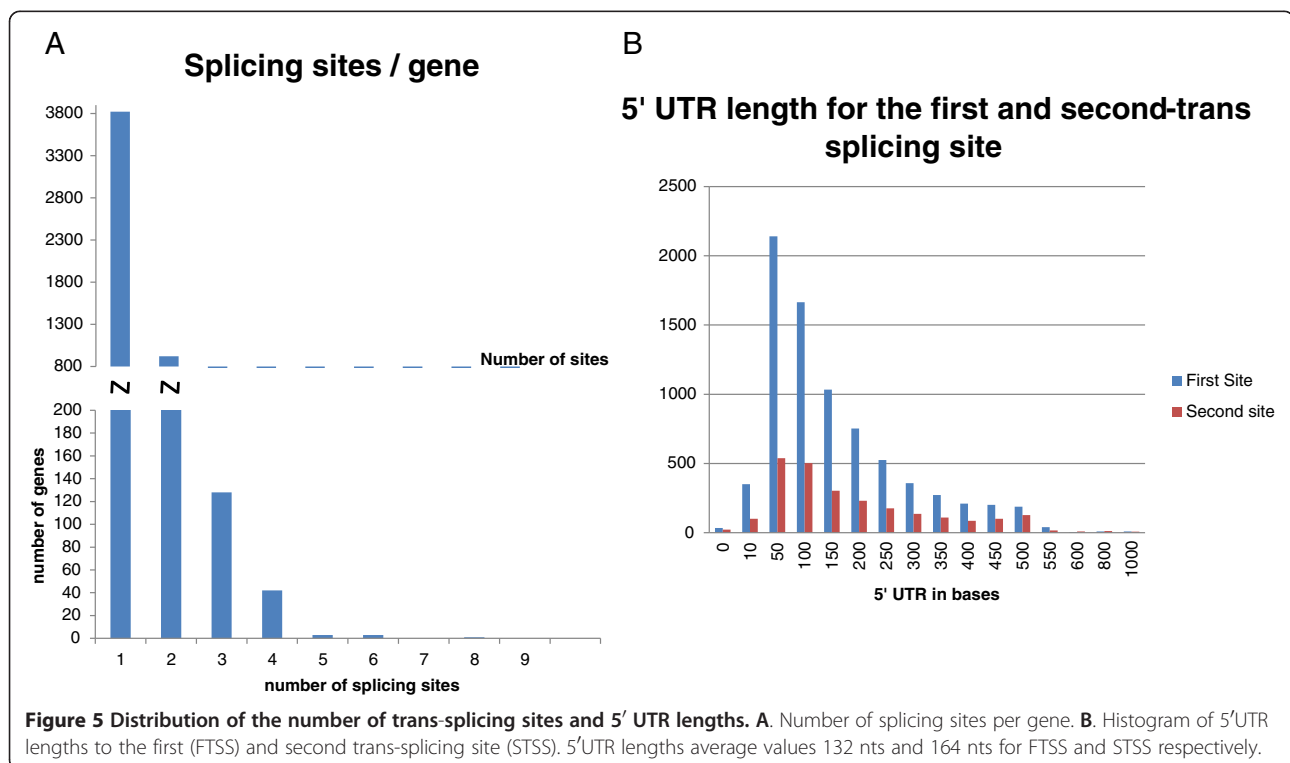 A
Splicing sites / gene
3800
3300
2800
2300
1800
1300
800
Number of sites
Z Z
200
180
160
140
120
100
80
60
40
20
0
number of genes
1 2 3 4 5 6 7 8 9
number of splicing sites
B
5' UTR length for the first and second-trans
splicing site
2500
2000
1500
1000
500
0
0 10 50 100 150 200 250 300 350 400 450 500 550 600 800 1000
5' UTR in bases
First Site
Second site
Figure 5 Distribution of the number of trans-splicing sites and 5′ UTR lengths. A. Number of splicing sites per gene. B. Histogram of 5′UTR
lengths to the first (FTSS) and second trans-splicing site (STSS). 5′UTR lengths average values 132 nts and 164 nts for FTSS and STSS respectively.